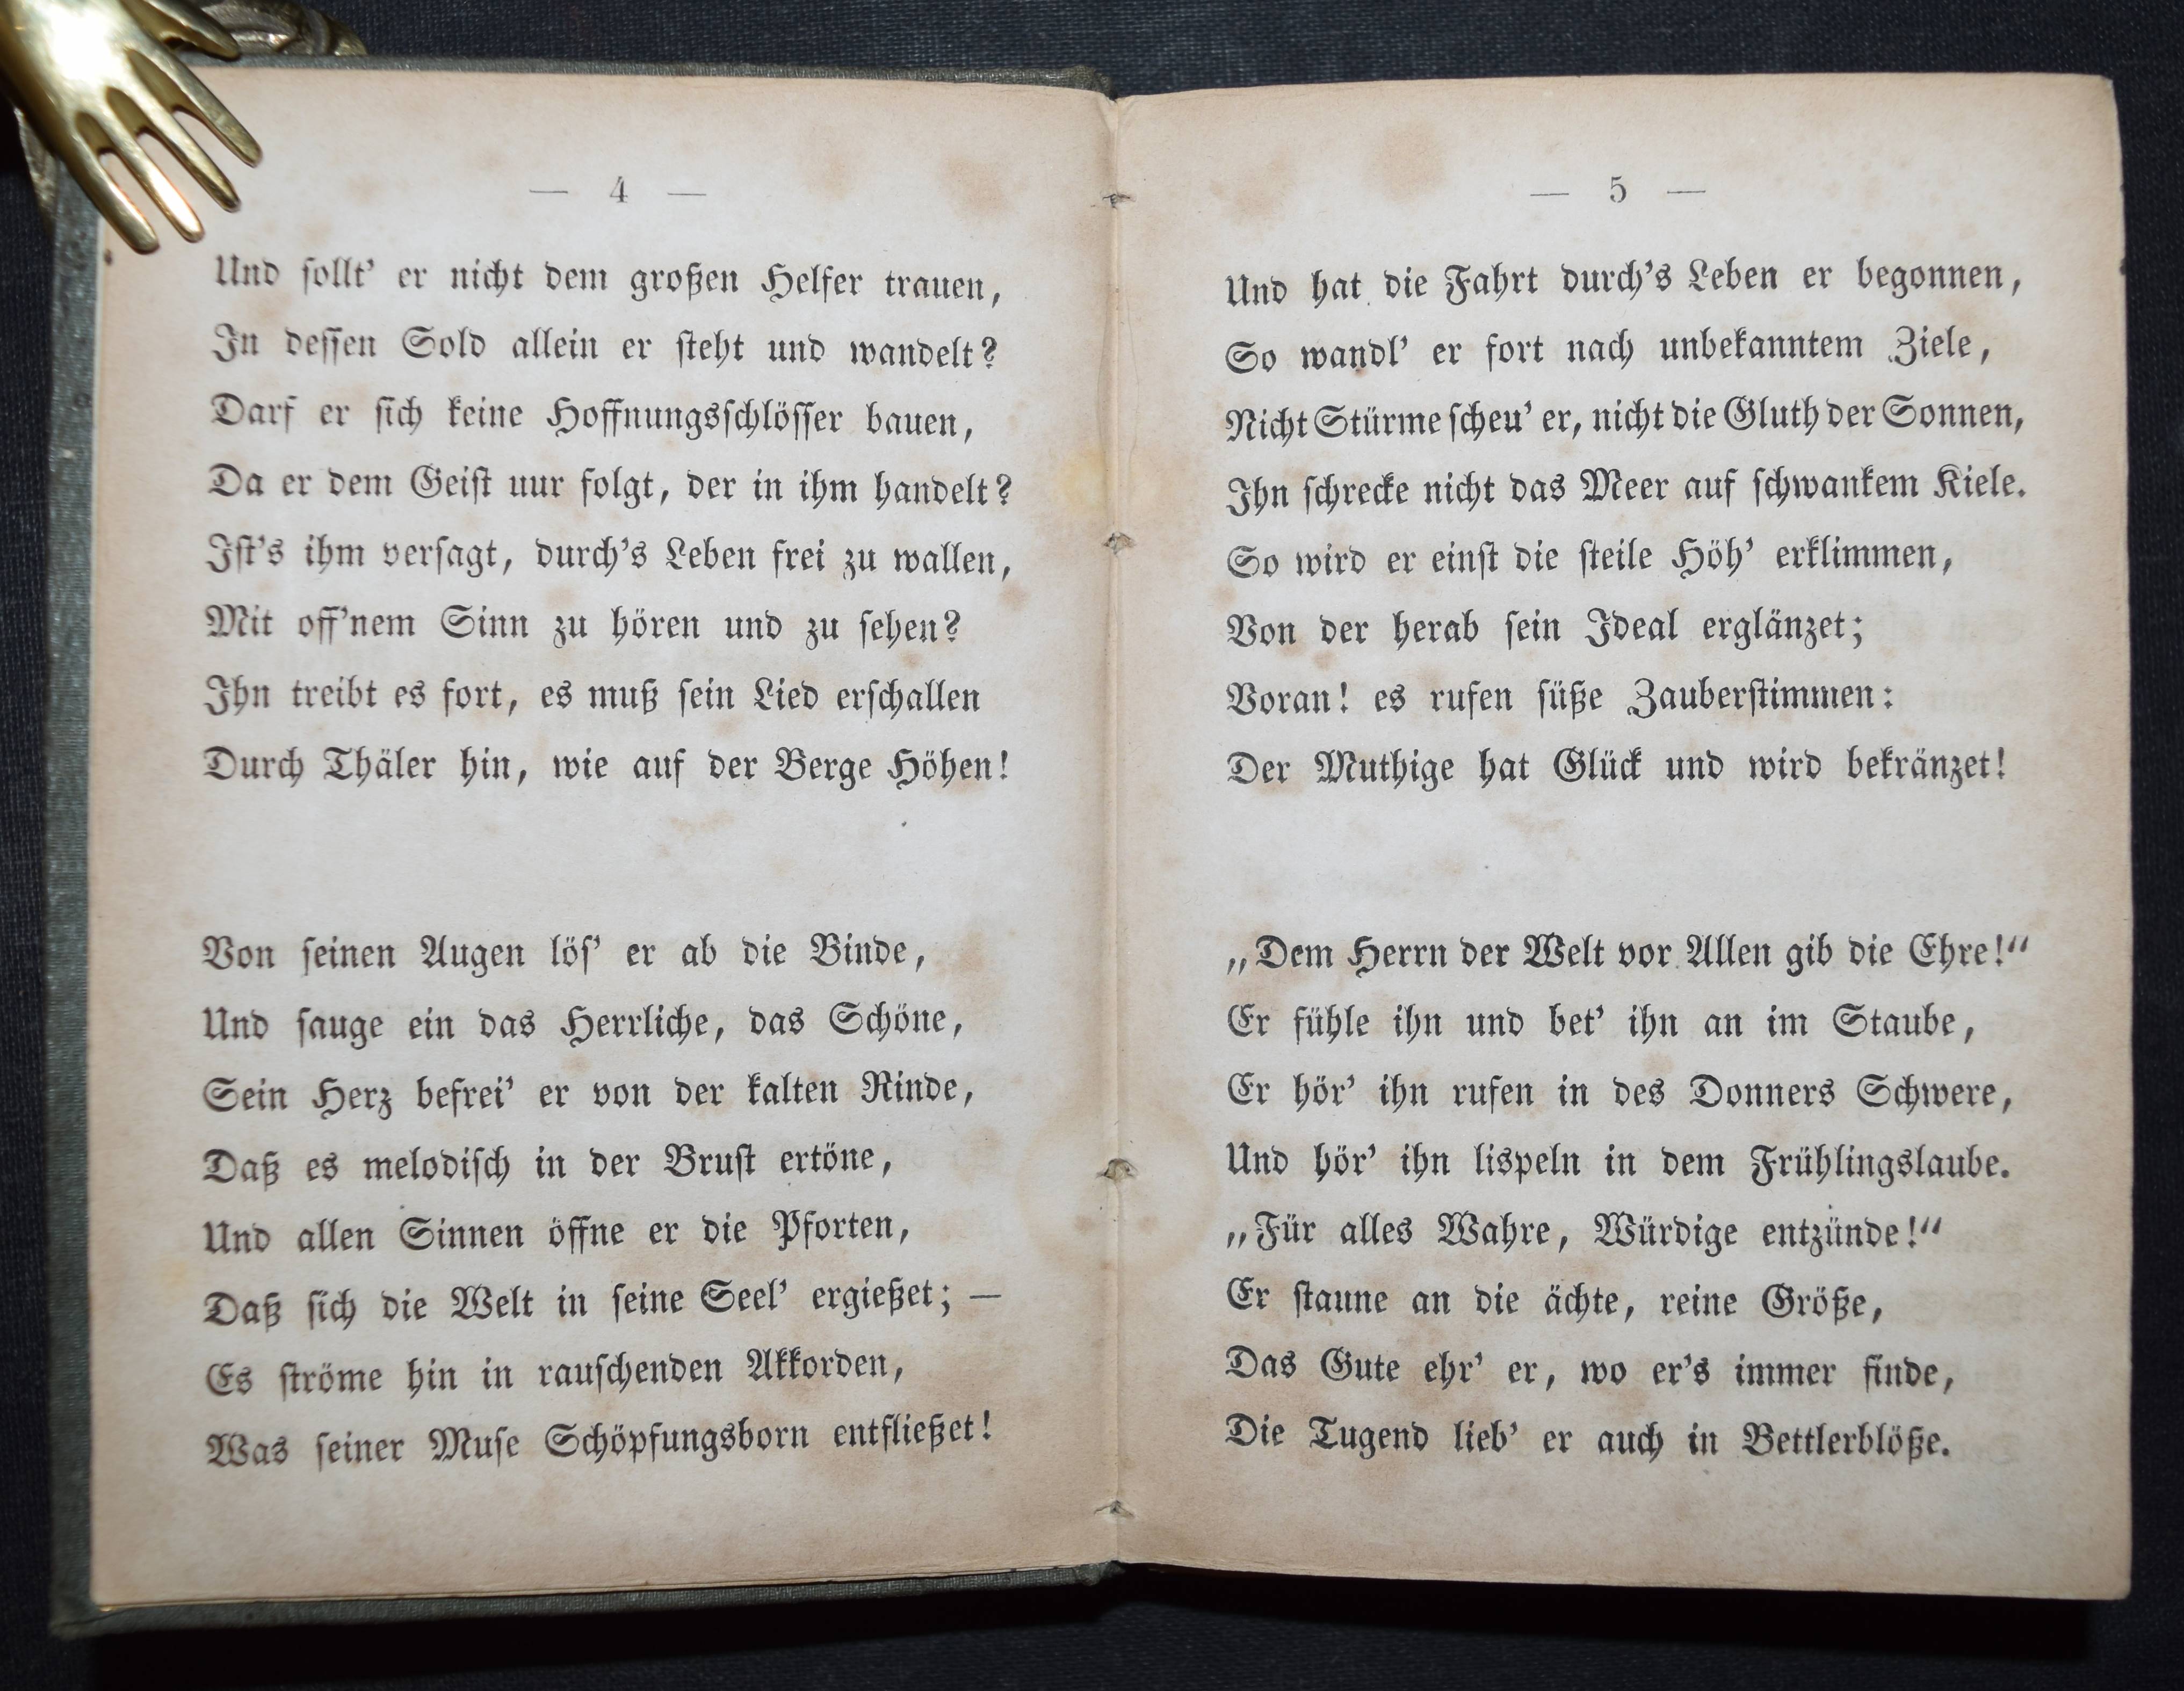 — 4 —
Und sollt' er nicht dem großen Helfer trauen,
In dessen Sold allein er steht und wandelt?
Darf er sich keine Hoffnungsschlösser bauen,
Da er dem Geist uur folgt, der in ihm handelt?
Ist's ihm versagt, durch's Leben frei zu wallen,
Mit off'nem Sinn zu hören und zu sehen?
Ihn treibt es fort, es muß sein Lied erschallen
Durch Thäler hin, wie auf der Berge Höhen!
Von seinen Augen lös' er ab die Binde,
Und sauge ein das Herrliche, das Schöne,
Sein Herz befrei' er von der kalten Rinde,
Daß es melodisch in der Brust ertöne,
Und allen Sinnen öffne er die Pforten,
Daß sich die Welt in seine Seel' ergießet; —
Es ströme hin in rauschenden Akkorden,
Was seiner Muse Schöpfungsborn entfließet!
— 5 —
Und hat die Fahrt durch's Leben er begonnen,
So wandl' er fort nach unbekanntem Ziele,
Nicht Stürme scheu' er, nicht die Gluth der Sonnen,
Ihn schrecke nicht das Meer auf schwankem Kiele.
So wird er einst die steile Höh' erklimmen,
Von der herab sein Ideal erglänzet;
Voran! es rufen süße Zauberstimmen:
Der Muthige hat Glück und wird bekränzet!
„Dem Herrn der Welt vor Allen gib die Ehre!“
Er fühle ihn und bet' ihn an im Staube,
Er hör' ihn rufen in des Donners Schwere,
Und hör' ihn lispeln in dem Frühlingslaube.
„Für alles Wahre, Würdige entzünde!“
Er staune an die ächte, reine Größe,
Das Gute ehr' er, wo er's immer finde,
Die Tugend lieb' er auch in Bettlerblöße.